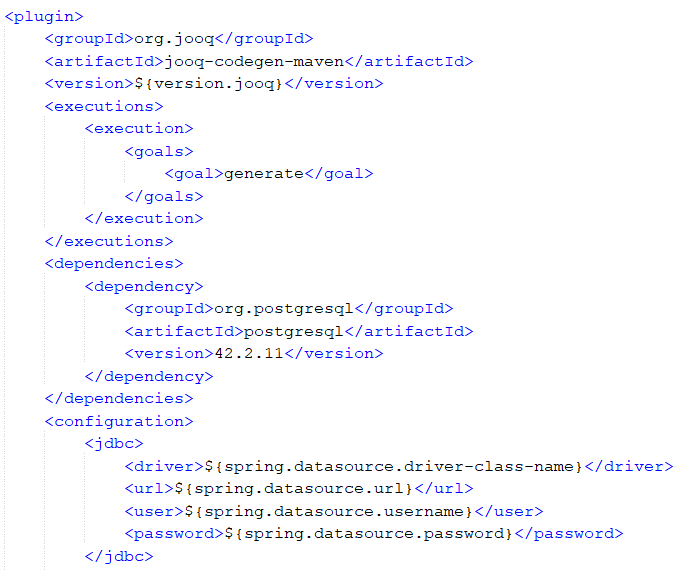 <plugin>
<groupId>org.jooq</groupId>
<artifactId>jooq-codegen-maven</artifactId>
<version>${version.jooq}</version>
<executions>
<execution>
<goals>
<goal>generate</goal>
</goals>
</execution>
</executions>
<dependencies>
<dependency>
<groupId>org.postgresql</groupId>
<artifactId>postgresql</artifactId>
<version>42.2.11</version>
</dependency>
</dependencies>
<configuration>
<jdbc>
<driver>${spring.datasource.driver-class-name}</driver>
<url>${spring.datasource.url}</url>
<user>${spring.datasource.username}</user>
<password>${spring.datasource.password}</password>
</jdbc>